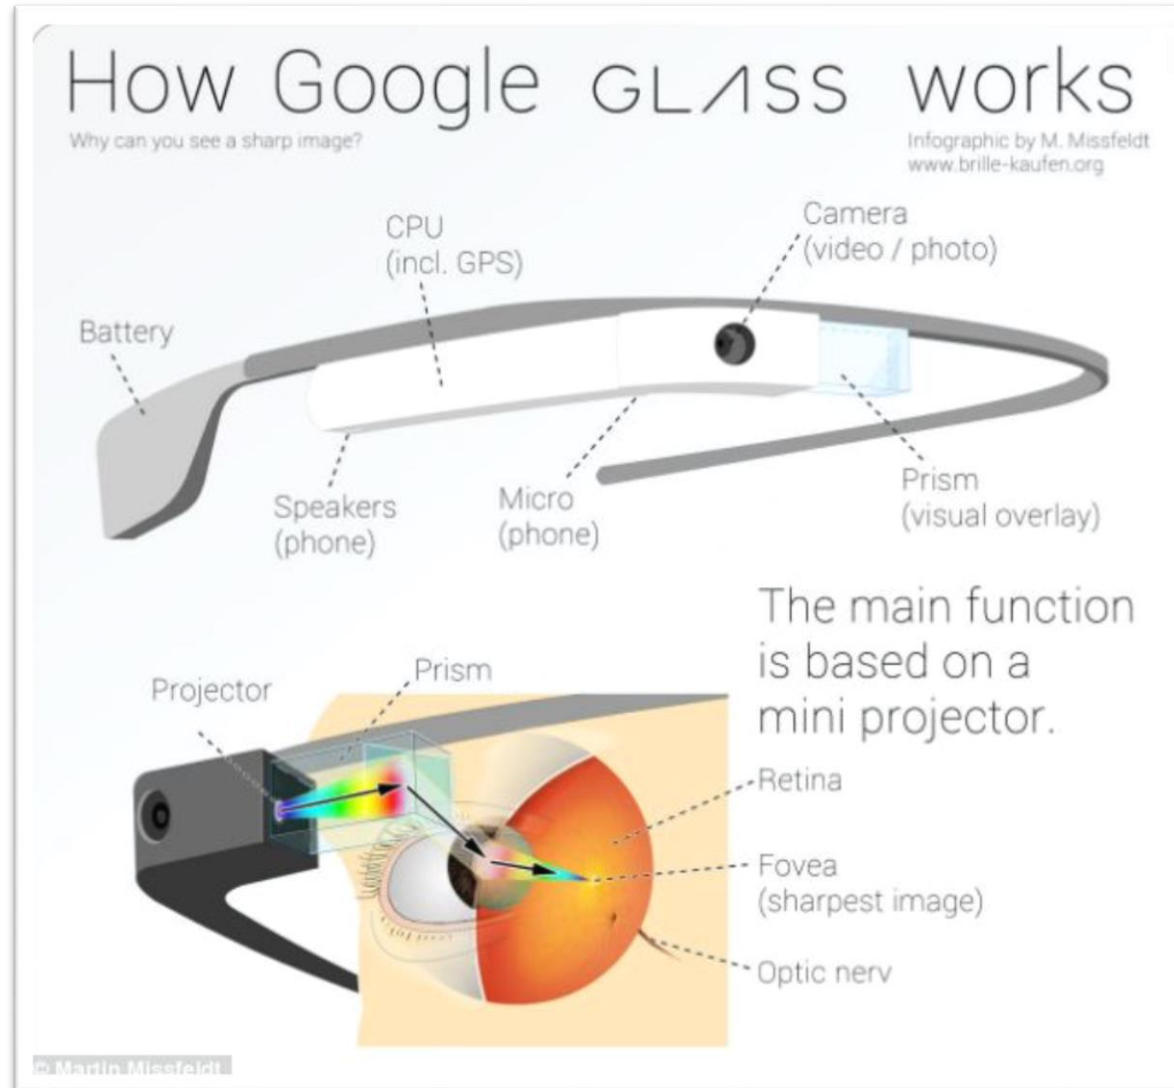 How Google GLASS works
Why can you see a sharp image?
Infographic by M. Missfeldt
www.brille-kaufen.org
Camera
(video / photo)
CPU
(incl. GPS)
Battery
Speakers
(phone)
Micro
(phone)
Prism
(visual overlay)
The main function
is based on a
mini projector.
Projector
Prism
Retina
Fovea
(sharpest image)
Optic nerv
© Martin Missfeldt